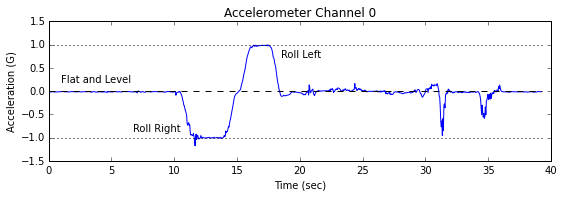 Accelerometer Channel 0
1.5
1.0
0.5
0.0
-0.5
-1.0
-1.5
Acceleration (G)
Flat and Level
Roll Left
Roll Right
0 5 10 15 20 25 30 35 40
Time (sec)